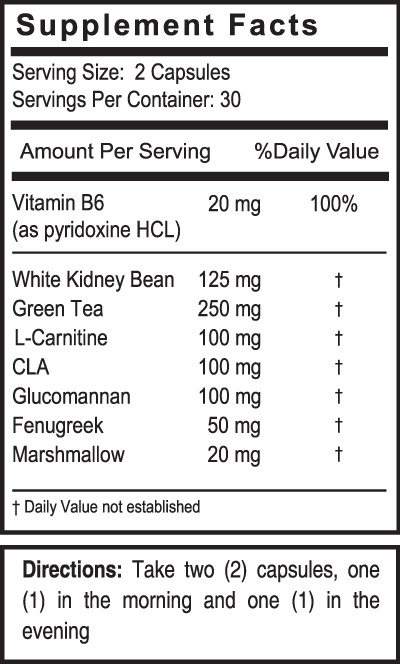 Supplement Facts
Serving Size:  2 Capsules
Servings Per Container: 30
Amount Per Serving %Daily Value
Vitamin B6 20 mg 100%
(as pyridoxine HCL)
White Kidney Bean 125 mg †
Green Tea 250 mg †
L-Carnitine 100 mg †
CLA 100 mg †
Glucomannan 100 mg †
Fenugreek 50 mg †
Marshmallow 20 mg †
† Daily Value not established
Directions: Take two (2) capsules, one
(1) in the morning and one (1) in the
evening